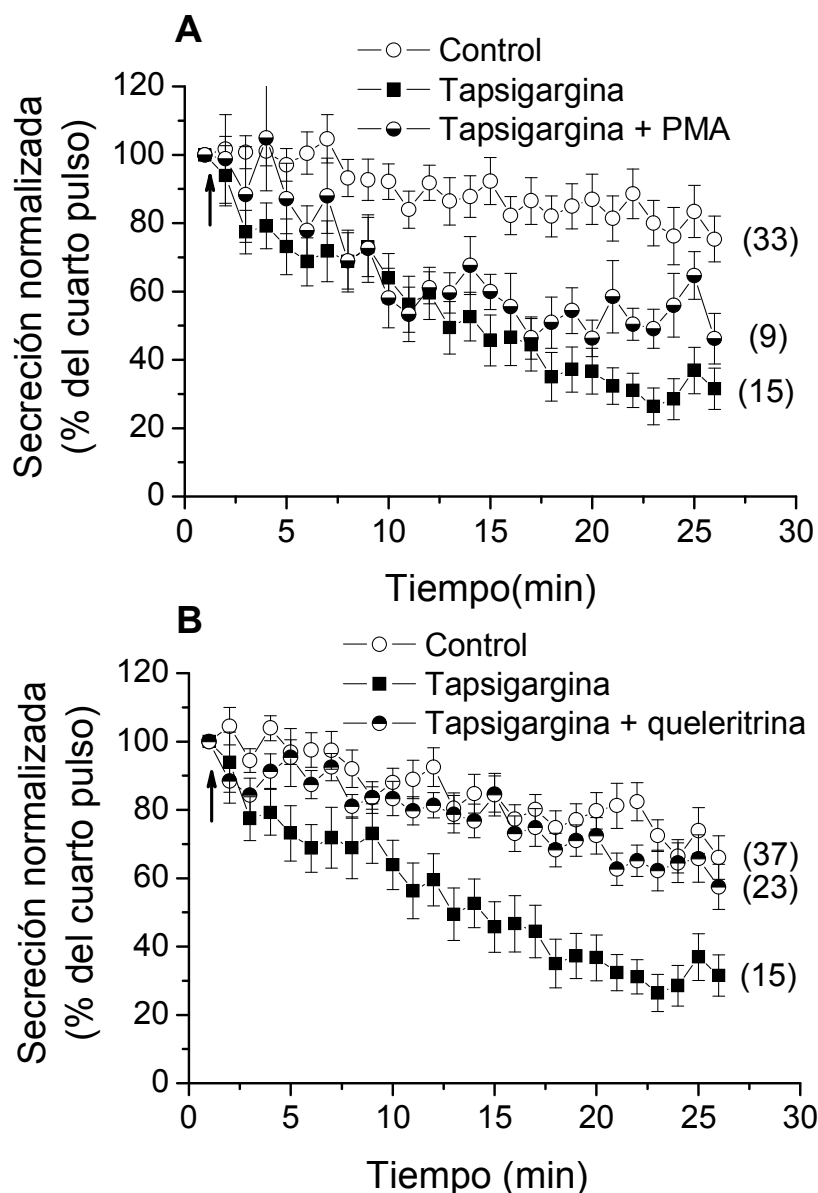 A
Control
Tapsigargina
Tapsigargina + PMA
Secreción normalizada
(% del cuarto pulso)
120
100
80
60
40
20
0
(33)
(9)
(15)
0 5 10 15 20 25 30
Tiempo(min)
B
Control
Tapsigargina
Tapsigargina + queleritrina
Secreción normalizada
(% del cuarto pulso)
120
100
80
60
40
20
0
(37)
(23)
(15)
0 5 10 15 20 25 30
Tiempo (min)